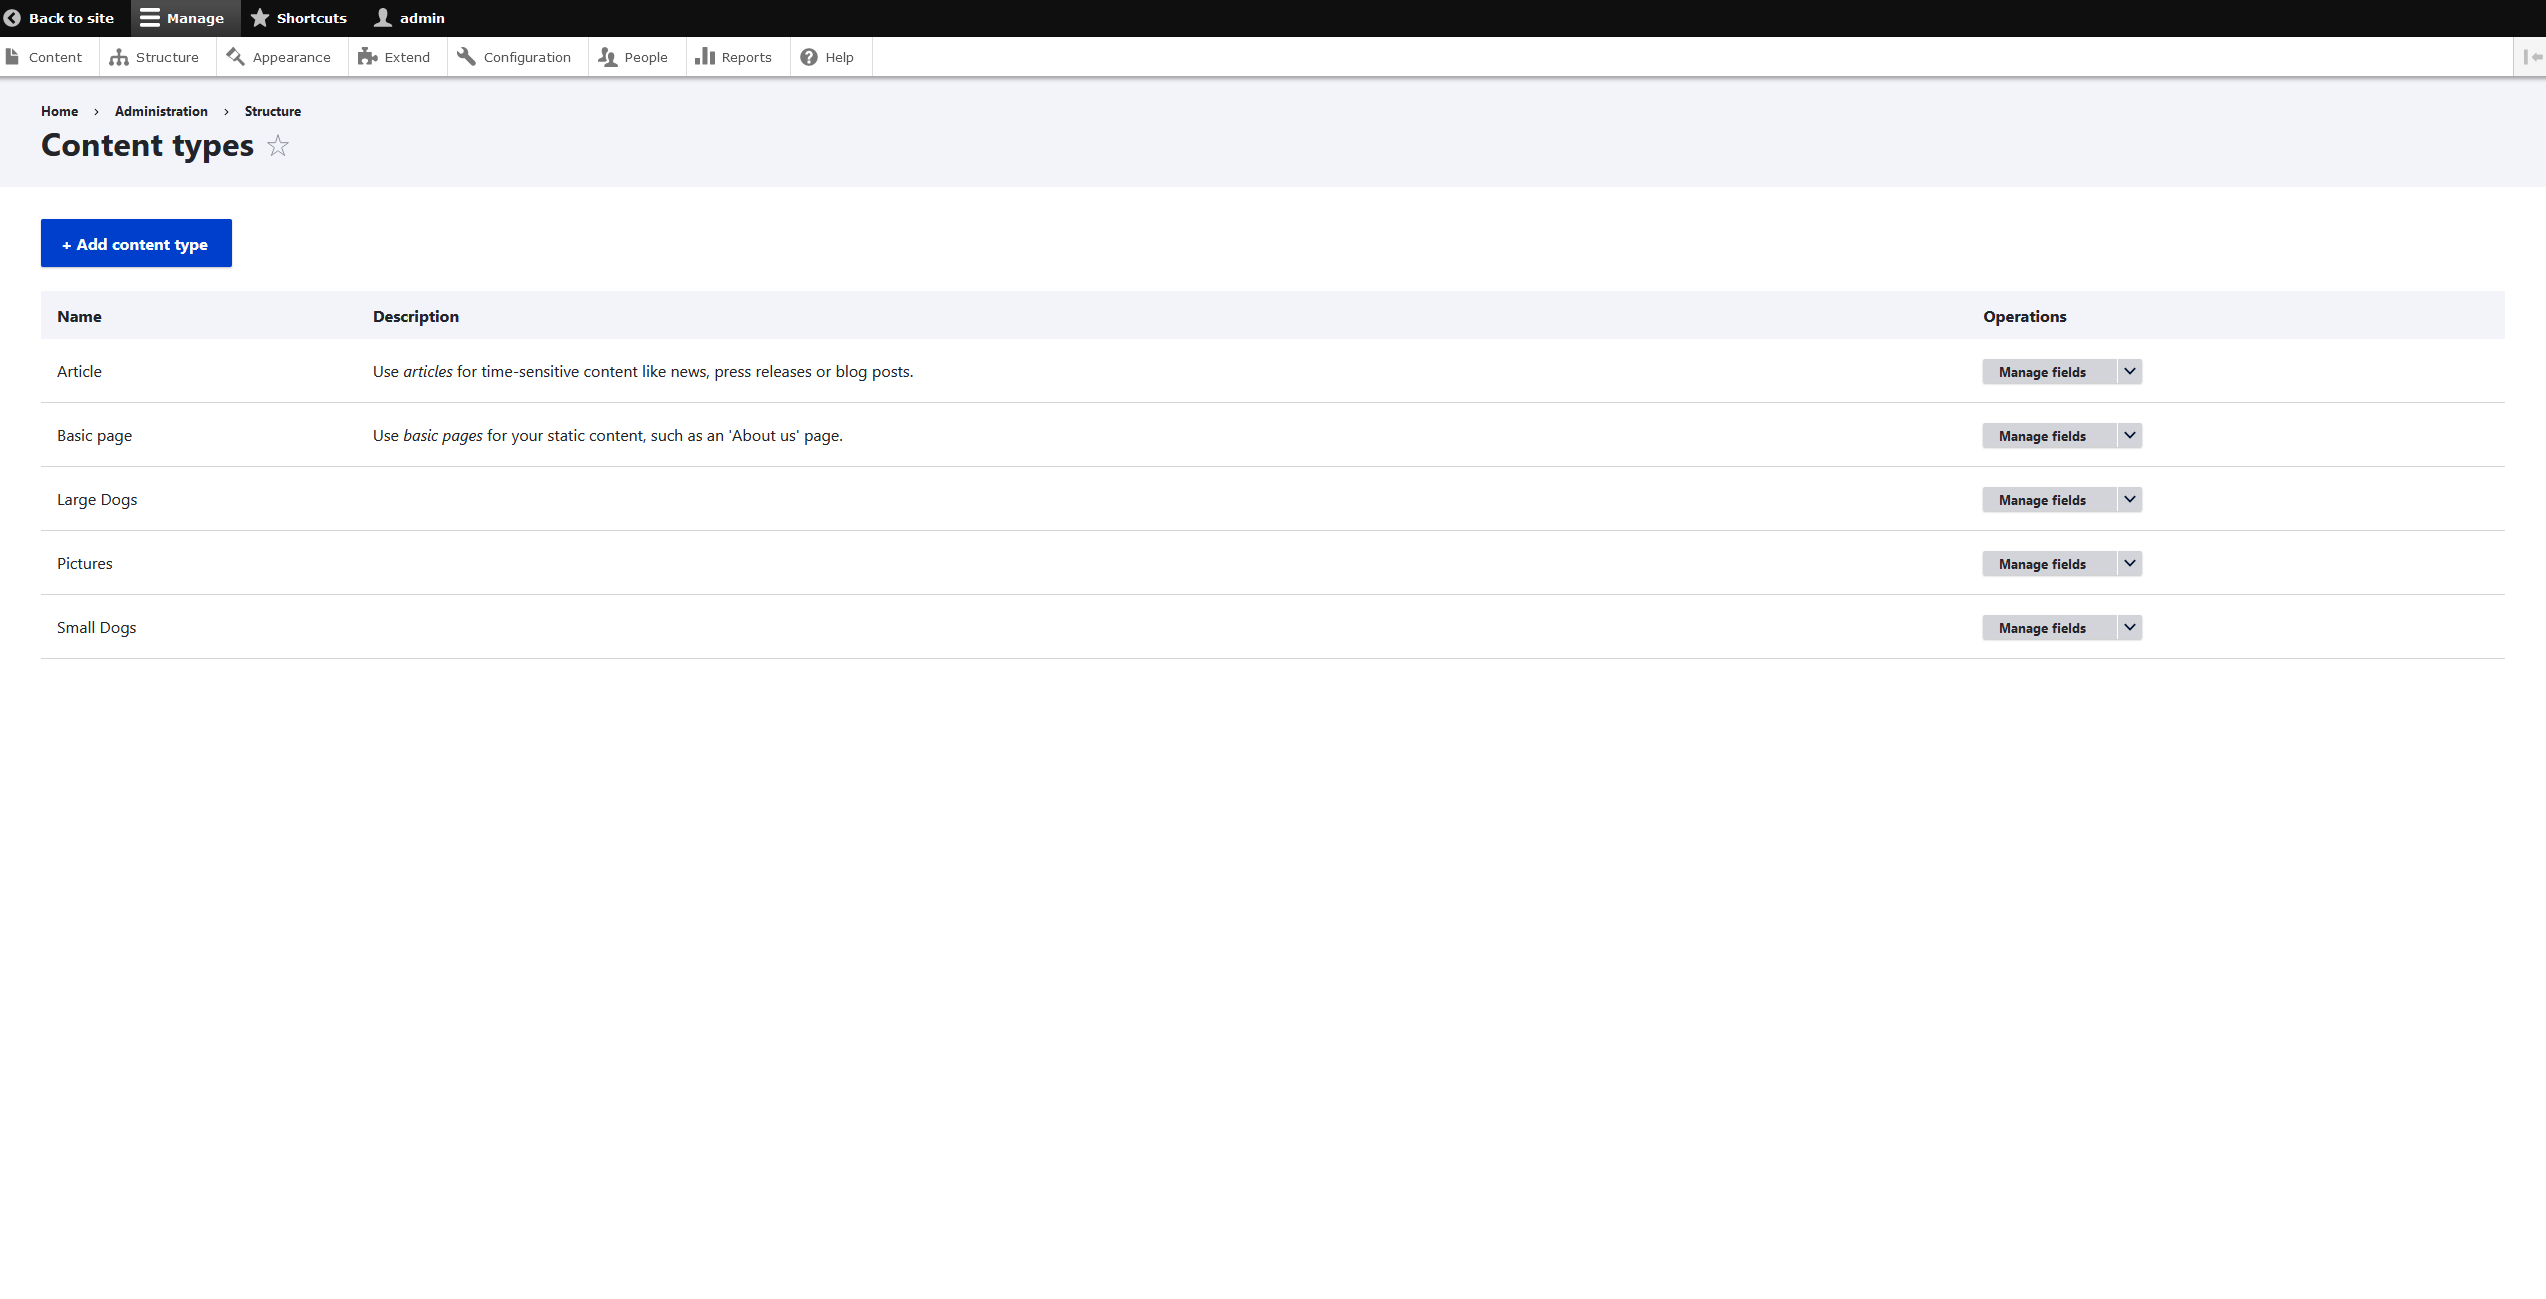 Back to site Manage Shortcuts admin
Content Structure Appearance Extend Configuration People Reports Help
Home › Administration › Structure
Content types
+ Add content type
Name Description Operations
Article Use articles for time-sensitive content like news, press releases or blog posts. Manage fields
Basic page Use basic pages for your static content, such as an 'About us' page. Manage fields
Large Dogs Manage fields
Pictures Manage fields
Small Dogs Manage fields